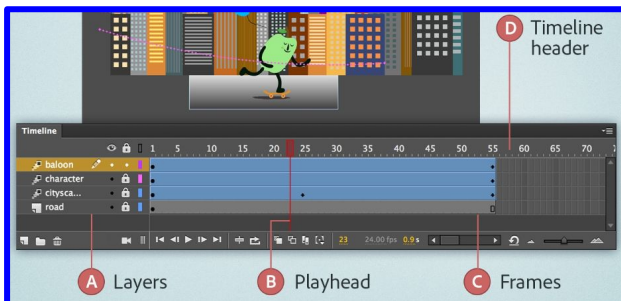 D Timeline
header
Timeline
1 5 10 15 20 25 30 35 40 45 50 55 60 65 70
baloon
character
citysca...
road
23 24.00 fps 0.9 s
A Layers
B Playhead
C Frames